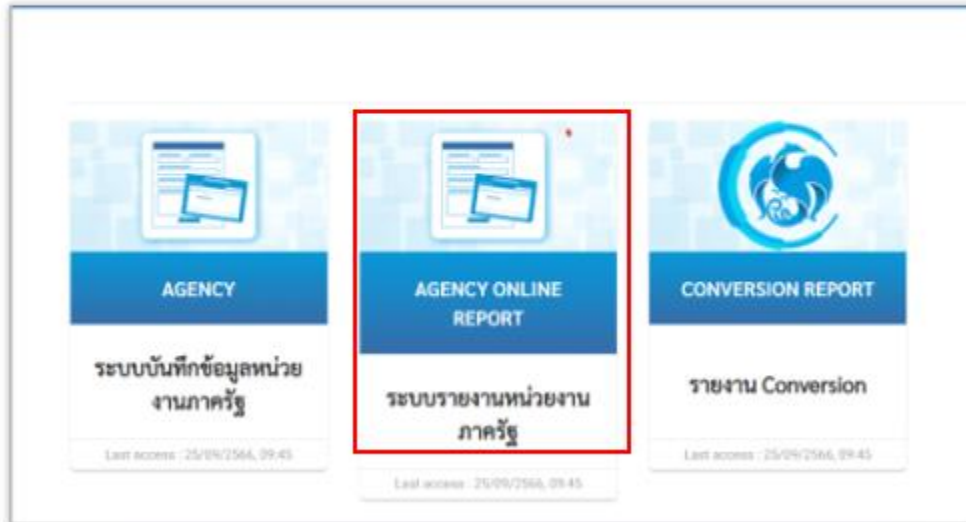 AGENCY
ระบบบันทึกข้อมูลหน่วย
งานภาครัฐ
Last access : 25/09/2566, 09:45
AGENCY ONLINE
REPORT
ระบบรายงานหน่วยงาน
ภาครัฐ
Last access : 25/09/2566, 09:45
CONVERSION REPORT
รายงาน Conversion
Last access : 25/09/2566, 09:45